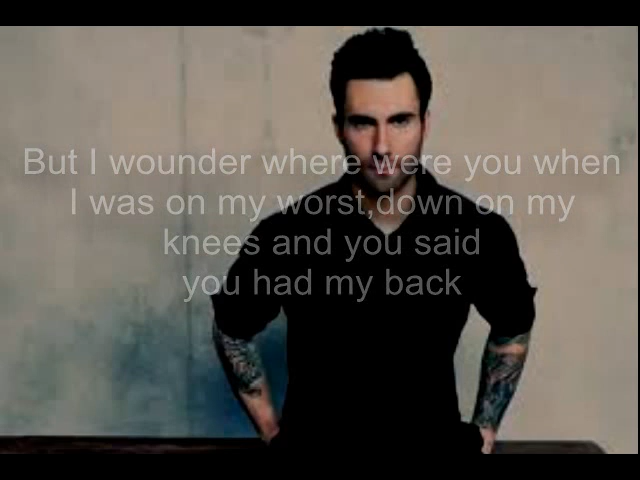 But I wounder where were you when
I was on my worst,down on my
knees and you said
you had my back